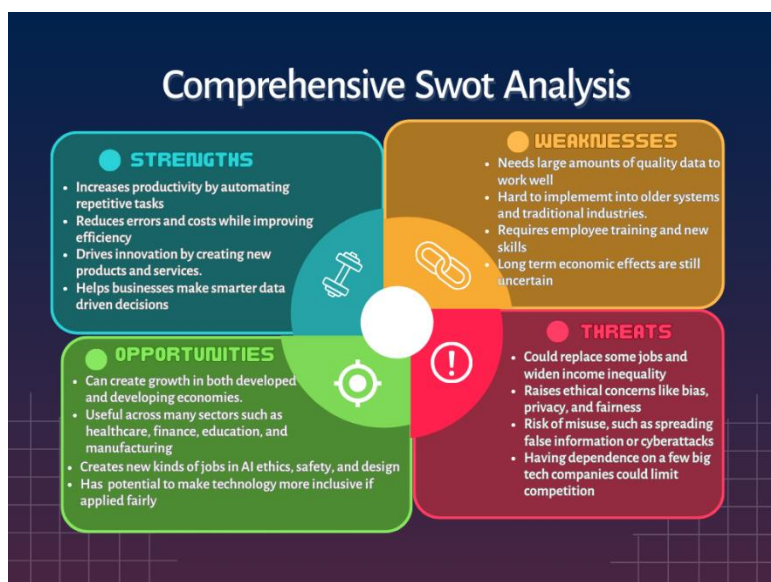 Comprehensive Swot Analysis
STRENGTHS
• Increases productivity by automating
repetitive tasks
• Reduces errors and costs while improving
efficiency
• Drives innovation by creating new
products and services.
• Helps businesses make smarter data
driven decisions
WEAKNESSES
• Needs large amounts of quality data to
work well
• Hard to implememt into older systems
and traditional industries.
• Requires employee training and new
skills
• Long term economic effects are still
uncertain
OPPORTUNITIES
• Can create growth in both developed
and developing economies.
• Useful across many sectors such as
healthcare, finance, education, and
manufacturing
• Creates new kinds of jobs in AI ethics, safety, and design
• Has potential to make technology more inclusive if
applied fairly
THREATS
• Could replace some jobs and
widen income inequality
• Raises ethical concerns like bias,
privacy, and fairness
• Risk of misuse, such as spreading
false information or cyberattacks
• Having dependence on a few big
tech companies could limit
competition